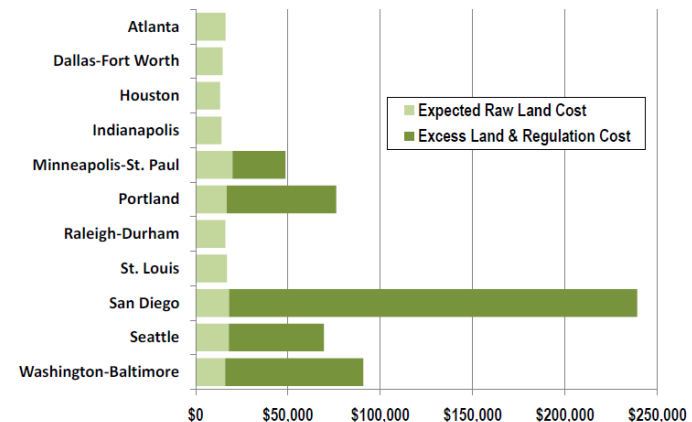 Atlanta
Dallas-Fort Worth
Houston
Indianapolis
Minneapolis-St. Paul
Portland
Raleigh-Durham
St. Louis
San Diego
Seattle
Washington-Baltimore
Expected Raw Land Cost
Excess Land & Regulation Cost
$0 $50,000 $100,000 $150,000 $200,000 $250,000